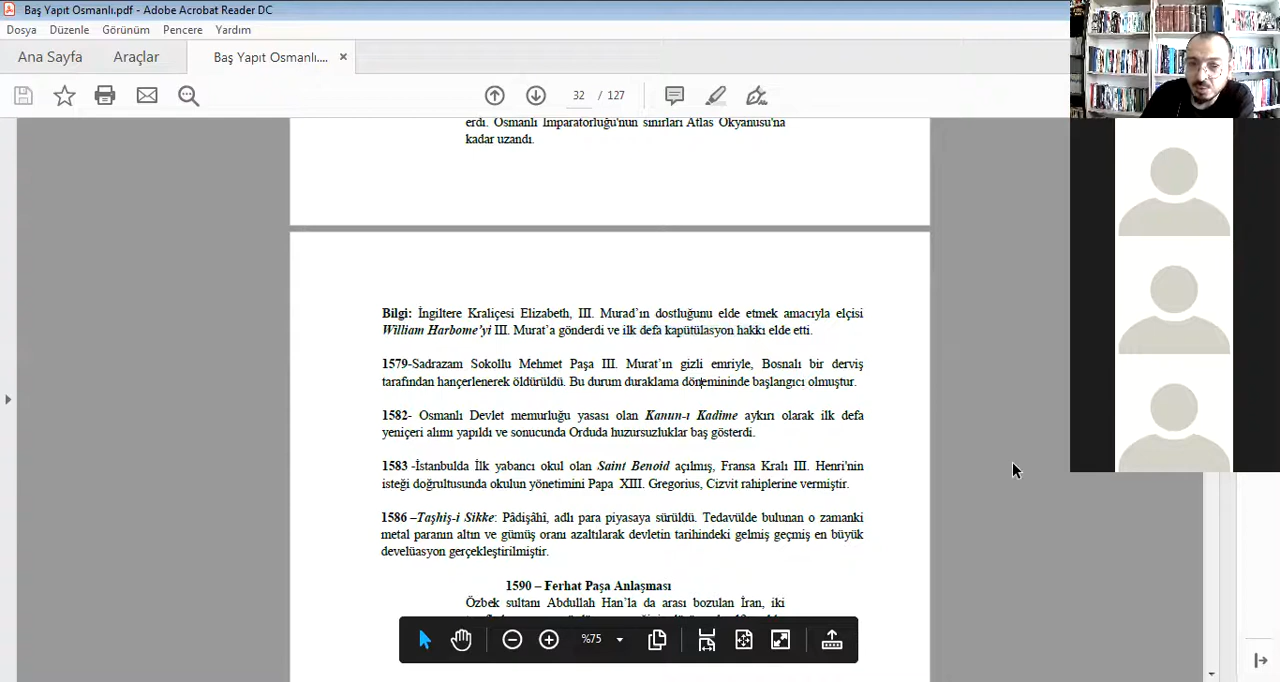 Baş Yapıt Osmanlı.pdf - Adobe Acrobat Reader DC
Dosya Düzenle Görünüm Pencere Yardım
Ana Sayfa Araçlar Baş Yapıt Osmanlı.... ×
32 / 127
erdi. Osmanlı İmparatorluğu'nun sınırları Atlas Okyanusu'na
kadar uzandı.
Bilgi: İngiltere Kraliçesi Elizabeth, III. Murad’ın dostluğunu elde etmek amacıyla elçisi
William Harbome’yi III. Murat’a gönderdi ve ilk defa kapütülasyon hakkı elde etti.
1579-Sadrazam Sokollu Mehmet Paşa III. Murat’ın gizli emriyle, Bosnalı bir derviş
tarafından hançerlenerek öldürüldü. Bu durum duraklama dönemininde başlangıcı olmuştur.
1582- Osmanlı Devlet memurluğu yasası olan Kanun-ı Kadime aykırı olarak ilk defa
yeniçeri alımı yapıldı ve sonucunda Orduda huzursuzluklar baş gösterdi.
1583 -İstanbulda İlk yabancı okul olan Saint Benoid açılmış, Fransa Kralı III. Henri'nin
isteği doğrultusunda okulun yönetimini Papa XIII. Gregorius, Cizvit rahiplerine vermiştir.
1586 –Taşhiş-i Sikke: Pâdişâhî, adlı para piyasaya sürüldü. Tedavülde bulunan o zamanki
metal paranın altın ve gümüş oranı azaltılarak devletin tarihindeki gelmiş geçmiş en büyük
develüasyon gerçekleştirilmiştir.
1590 – Ferhat Paşa Anlaşması
Özbek sultanı Abdullah Han’la da arası bozulan İran, iki
%75